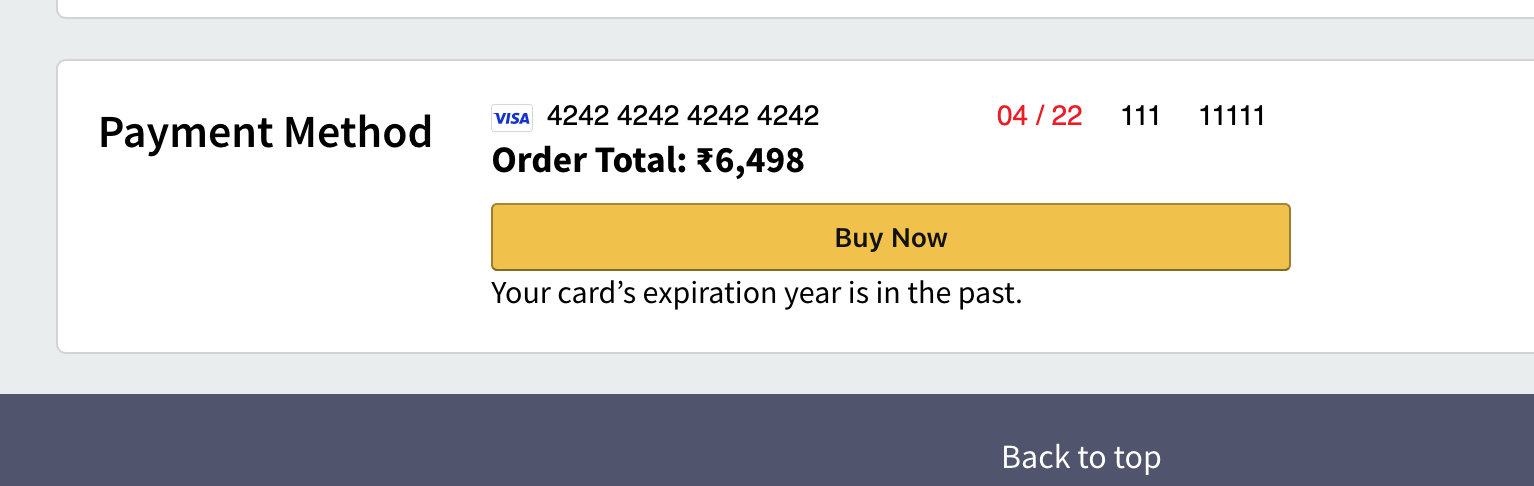 Payment Method
VISA 4242 4242 4242 4242 04 / 22 111 11111
Order Total: ₹6,498
Buy Now
Your card’s expiration year is in the past.
Back to top